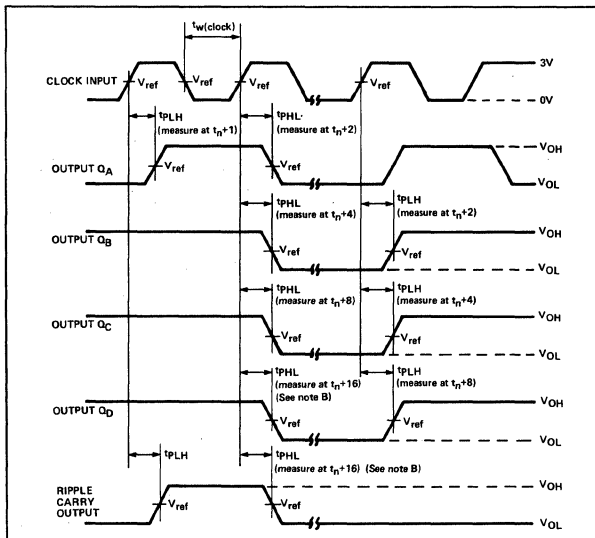 tw(clock)
CLOCK INPUT
Vref
Vref
Vref
Vref
3V
0V
tPLH
(measure at tn+1)
tPHL·
(measure at tn+2)
OUTPUT QA
Vref
Vref
VOH
VOL
tPHL
(measure at tn+4)
tPLH
(measure at tn+2)
OUTPUT QB
Vref
Vref
VOH
VOL
tPHL
(measure at tn+8)
tPLH
(measure at tn+4)
OUTPUT QC
Vref
Vref
VOH
VOL
tPHL
(measure at tn+16)
(See note B)
tPLH
(measure at tn+8)
OUTPUT QD
Vref
Vref
VOH
VOL
tPLH
tPHL
(measure at tn+16) (See note B)
RIPPLE
CARRY
OUTPUT
Vref
Vref
VOH
VOL